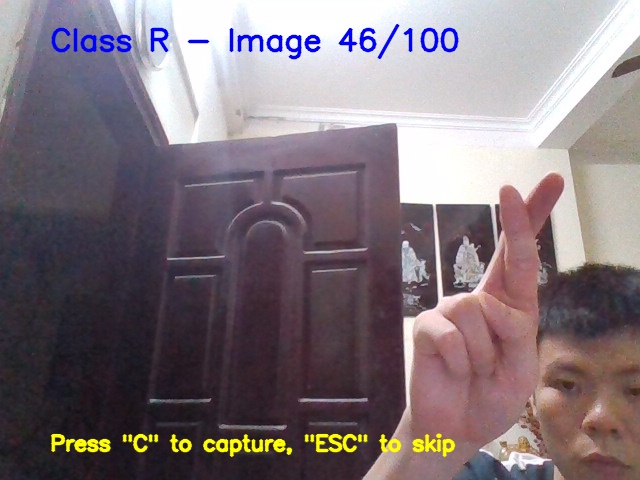 Class R - Image 46/100
Press "C" to capture, "ESC" to skip